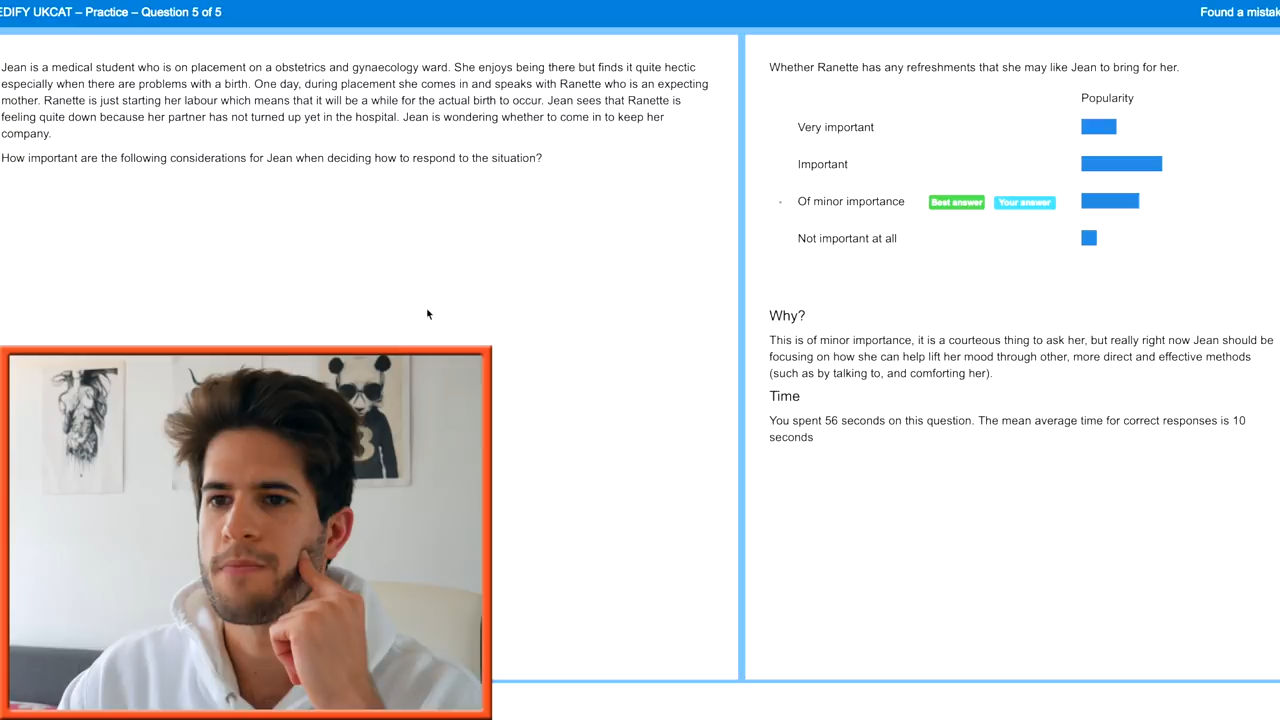 EDIFY UKCAT – Practice – Question 5 of 5
Found a mistak
Jean is a medical student who is on placement on a obstetrics and gynaecology ward. She enjoys being there but finds it quite hectic
especially when there are problems with a birth. One day, during placement she comes in and speaks with Ranette who is an expecting
mother. Ranette is just starting her labour which means that it will be a while for the actual birth to occur. Jean sees that Ranette is
feeling quite down because her partner has not turned up yet in the hospital. Jean is wondering whether to come in to keep her
company.
How important are the following considerations for Jean when deciding how to respond to the situation?
Whether Ranette has any refreshments that she may like Jean to bring for her.
Popularity
Very important
Important
Of minor importance Best answer Your answer
Not important at all
Why?
This is of minor importance, it is a courteous thing to ask her, but really right now Jean should be
focusing on how she can help lift her mood through other, more direct and effective methods
(such as by talking to, and comforting her).
Time
You spent 56 seconds on this question. The mean average time for correct responses is 10
seconds